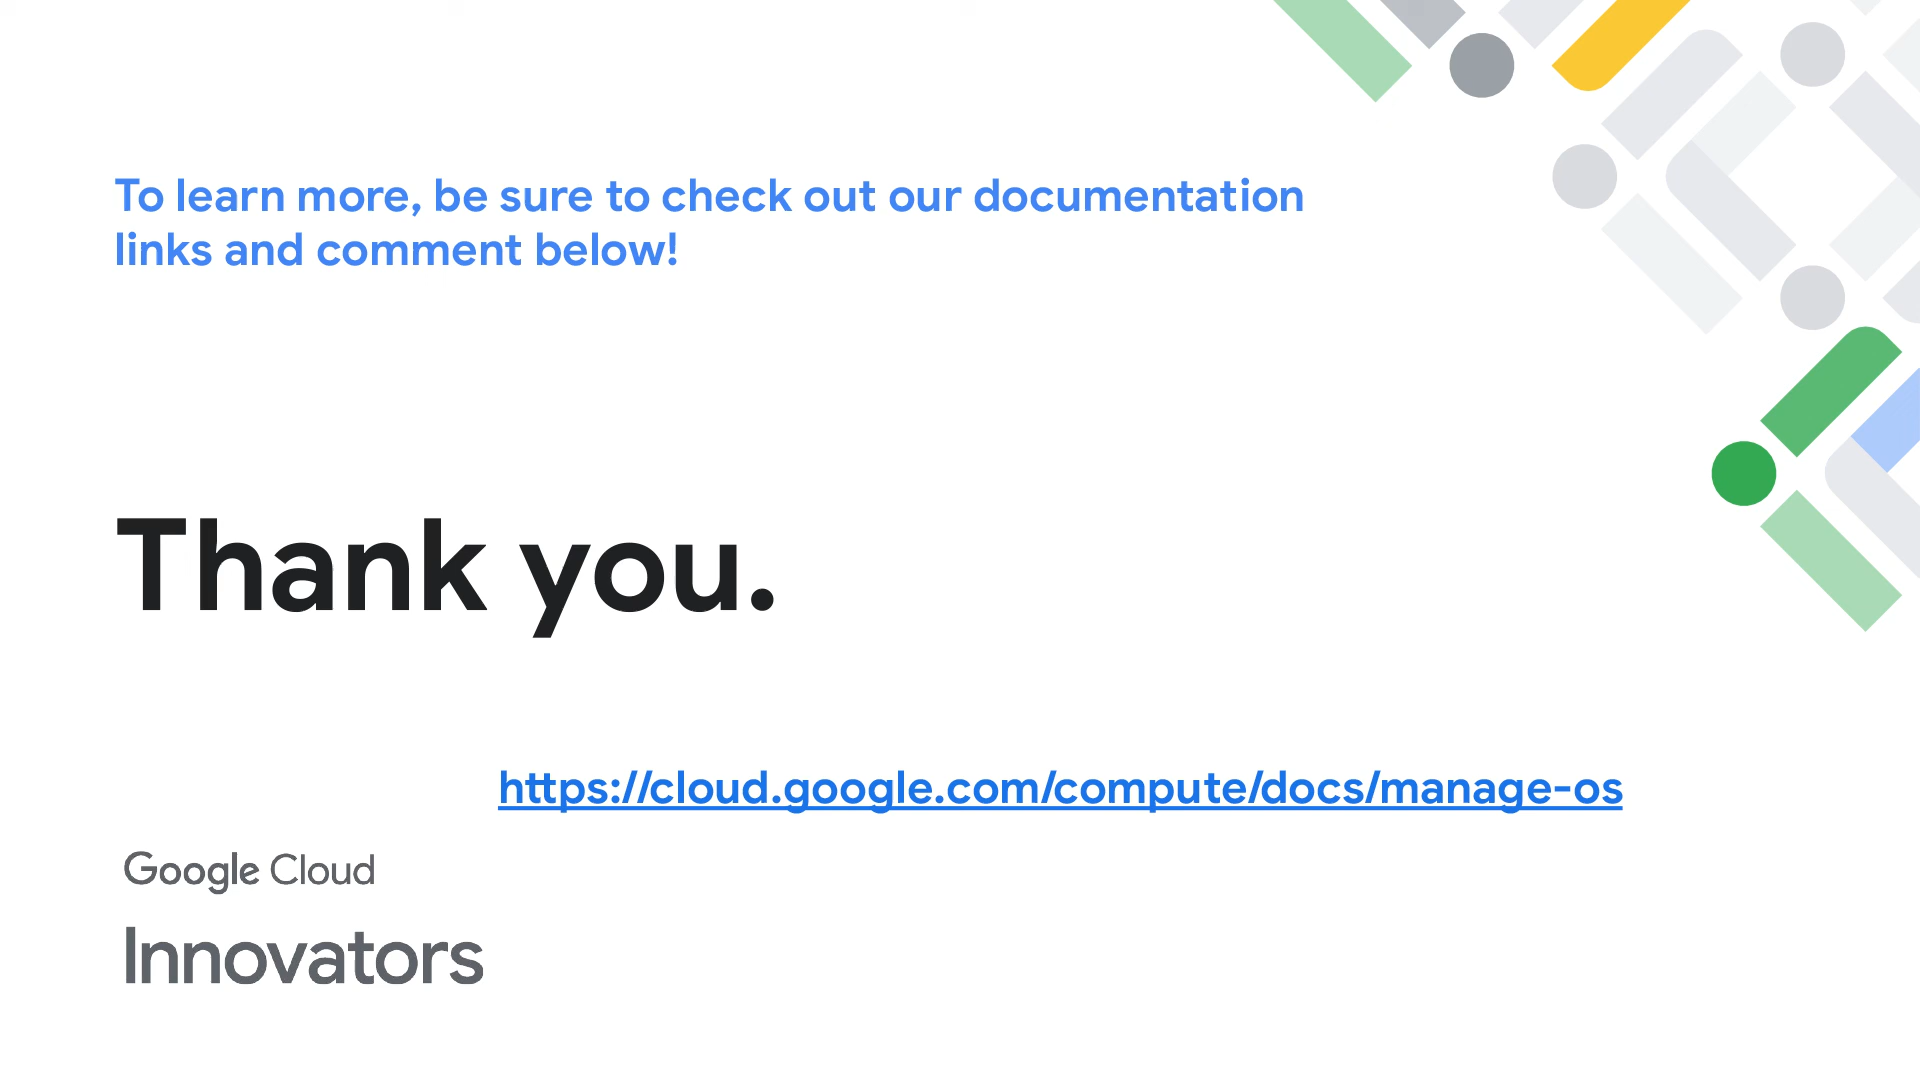 To learn more, be sure to check out our documentation
links and comment below!
Thank you.
https://cloud.google.com/compute/docs/manage-os
Google Cloud
Innovators